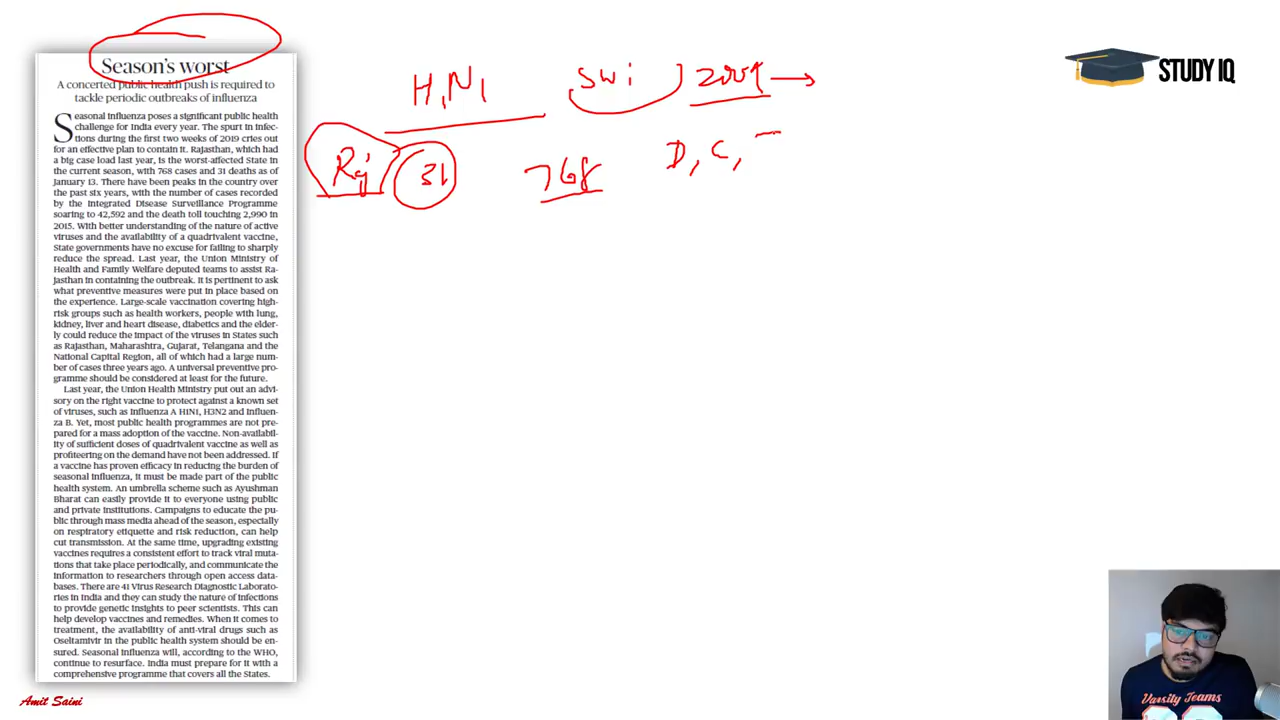 Season's worst
A concerted public health push is required to
tackle periodic outbreaks of influenza
Seasonal influenza poses a significant public health
challenge for India every year. The spurt in infec-
tions during the first two weeks of 2019 cries out
for an effective plan to contain it. Rajasthan, which had
a big case load last year, is the worst-affected State in
the current season, with 768 cases and 31 deaths as of
January 13. There have been peaks in the country over
the past six years, with the number of cases recorded
by the Integrated Disease Surveillance Programme
soaring to 42,592 and the death toll touching 2,990 in
2015. With better understanding of the nature of active
viruses and the availability of a quadrivalent vaccine,
State governments have no excuse for failing to sharply
reduce the spread. Last year, the Union Ministry of
Health and Family Welfare deputed teams to assist Ra-
jasthan in containing the outbreak. It is pertinent to ask
what preventive measures were put in place based on
the experience. Large-scale vaccination covering high-
risk groups such as health workers, people with lung,
kidney, liver and heart disease, diabetics and the elder-
ly could reduce the impact of the viruses in States such
as Rajasthan, Maharashtra, Gujarat, Telangana and the
National Capital Region, all of which had a large num-
ber of cases three years ago. A universal preventive pro-
gramme should be considered at least for the future.
Last year, the Union Health Ministry put out an advi-
sory on the right vaccine to protect against a known set
of viruses, such as Influenza A H1N1, H3N2 and Influen-
za B. Yet, most public health programmes are not pre-
pared for a mass adoption of the vaccine. Non-availabil-
ity of sufficient doses of quadrivalent vaccine as well as
profiteering on the demand have not been addressed. If
a vaccine has proven efficacy in reducing the burden of
seasonal influenza, it must be made part of the public
health system. An umbrella scheme such as Ayushman
Bharat can easily provide it to everyone using public
and private institutions. Campaigns to educate the pu-
blic through mass media ahead of the season, especially
on respiratory etiquette and risk reduction, can help
cut transmission. At the same time, upgrading existing
vaccines requires a consistent effort to track viral muta-
tions that take place periodically, and communicate the
information to researchers through open access data-
bases. There are 41 Virus Research Diagnostic Laborato-
ries in India and they can study the nature of infections
to provide genetic insights to peer scientists. This can
help develop vaccines and remedies. When it comes to
treatment, the availability of anti-viral drugs such as
Oseltamivir in the public health system should be en-
sured. Seasonal influenza will, according to the WHO,
continue to resurface. India must prepare for it with a
comprehensive programme that covers all the States.
H1N1 Swi 2009
Raj 31 768 D, C,
STUDY IQ
Amit Saini
VARSITY TEAMS